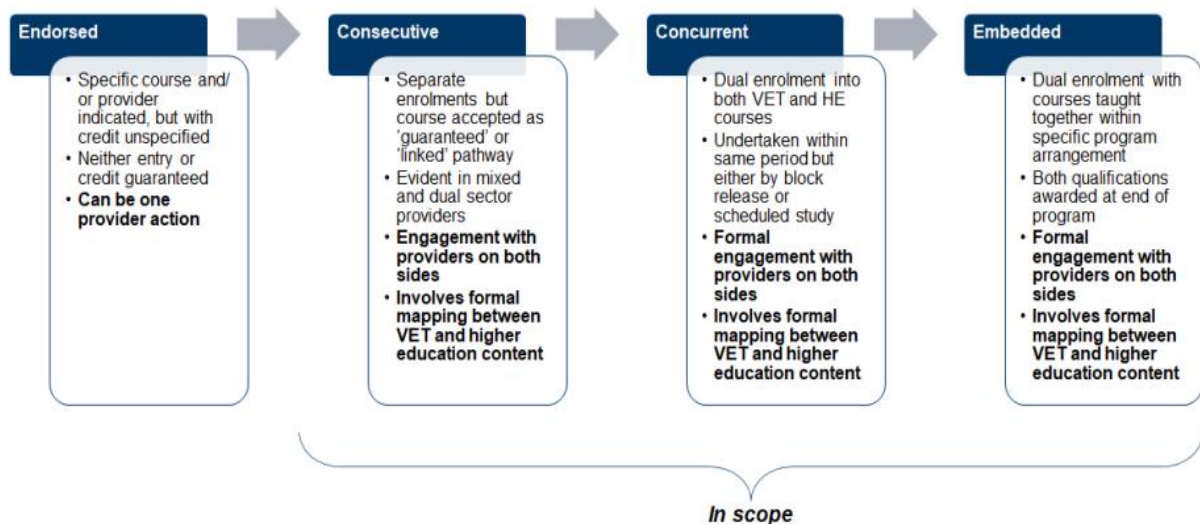 Endorsed
• Specific course and/
or provider
indicated, but with
credit unspecified
• Neither entry or
credit guaranteed
• Can be one
provider action
Consecutive
• Separate
enrolments but
course accepted as
‘guaranteed’ or
‘linked’ pathway
• Evident in mixed
and dual sector
providers
• Engagement with
providers on both
sides
• Involves formal
mapping between
VET and higher
education content
Concurrent
• Dual enrolment into
both VET and HE
courses
• Undertaken within
same period but
either by block
release or
scheduled study
• Formal
engagement with
providers on both
sides
• Involves formal
mapping between
VET and higher
education content
Embedded
• Dual enrolment with
courses taught
together within
specific program
arrangement
• Both qualifications
awarded at end of
program
• Formal
engagement with
providers on both
sides
• Involves formal
mapping between
VET and higher
education content
In scope